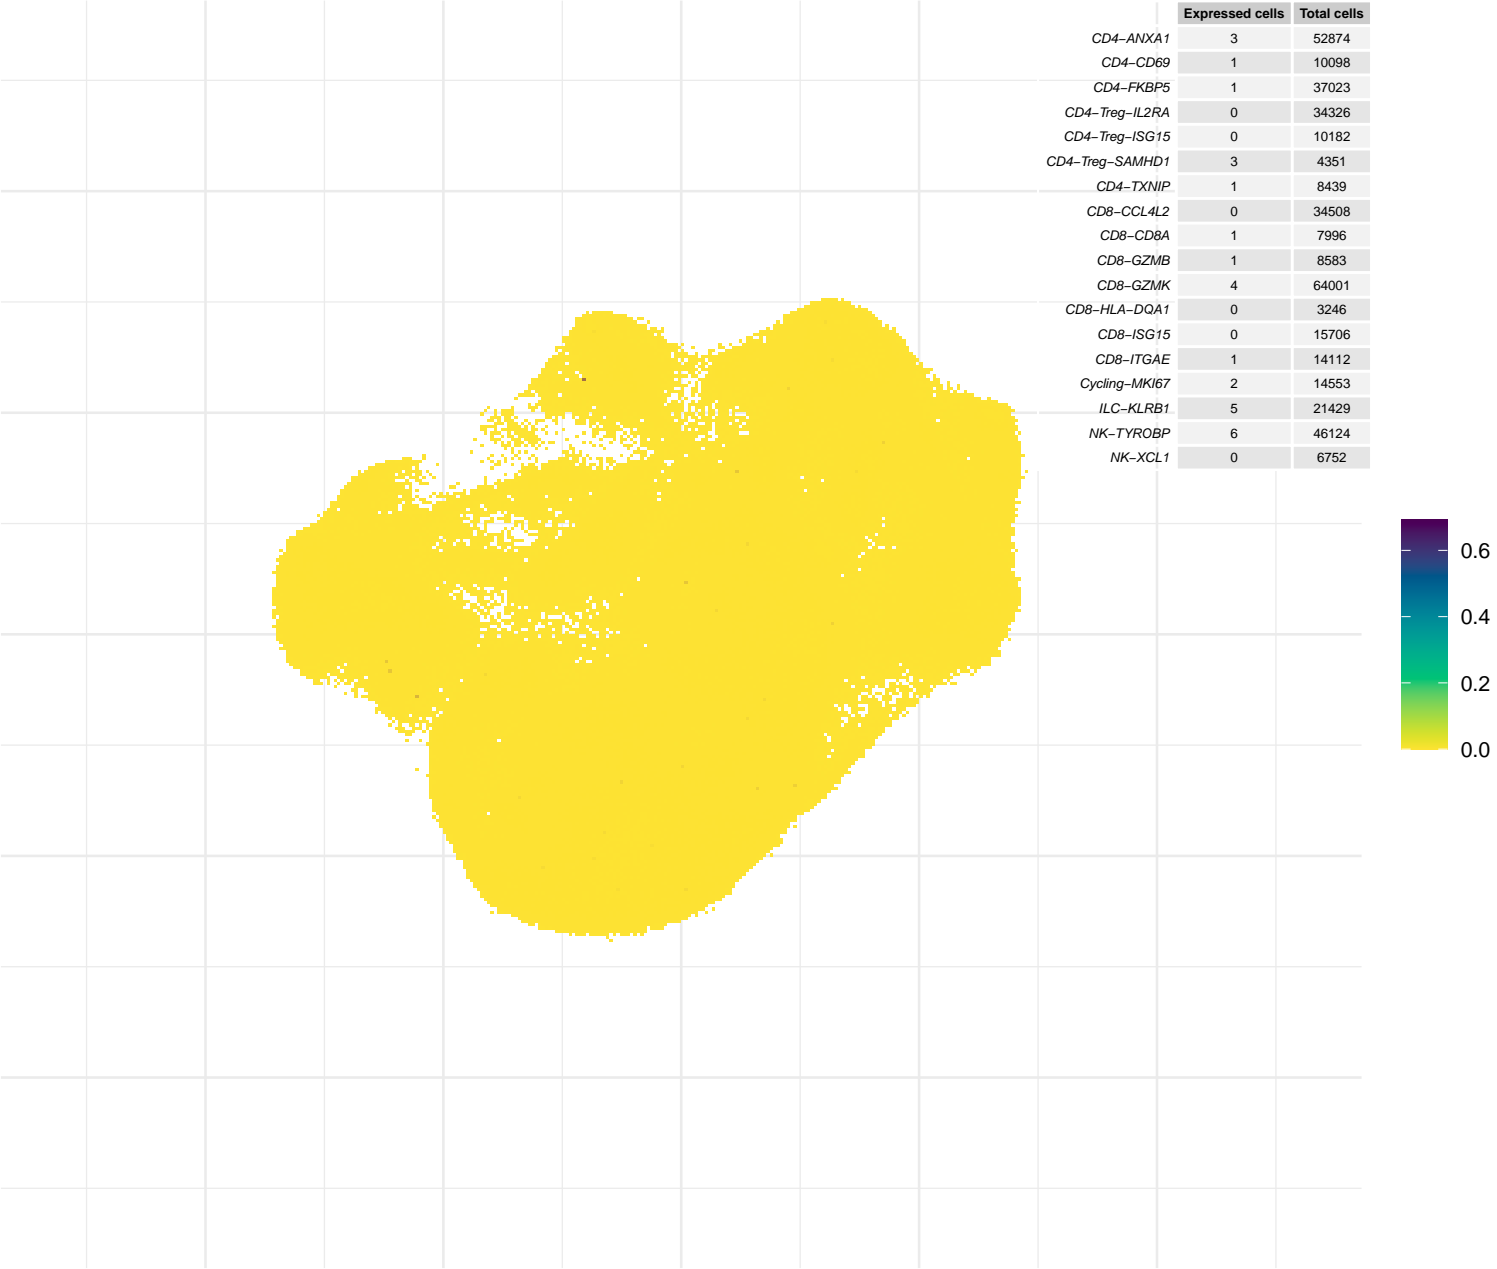 Expressed cells Total cells
CD4−ANXA1 3 52874
CD4−CD69 1 10098
CD4−FKBP5 1 37023
CD4−Treg−IL2RA 0 34326
CD4−Treg−ISG15 0 10182
CD4−Treg−SAMHD1 3 4351
CD4−TXNIP 1 8439
CD8−CCL4L2 0 34508
CD8−CD8A 1 7996
CD8−GZMB 1 8583
CD8−GZMK 4 64001
CD8−HLA−DQA1 0 3246
CD8−ISG15 0 15706
CD8−ITGAE 1 14112
Cycling−MKI67 2 14553
ILC−KLRB1 5 21429
NK−TYROBP 6 46124
NK−XCL1 0 6752
0.6
0.4
0.2
0.0